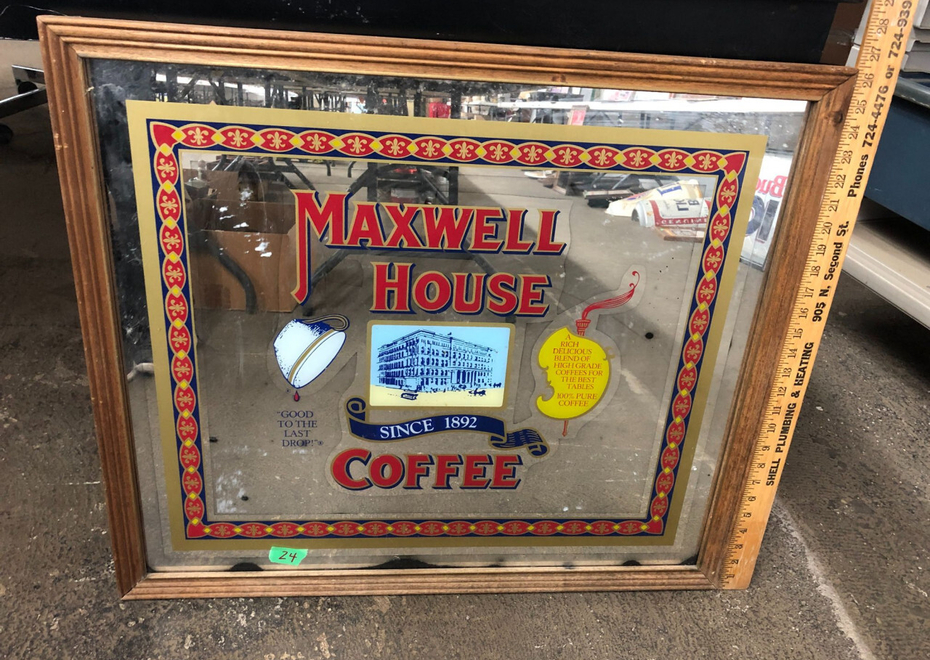 MAXWELL
HOUSE
"GOOD
TO THE
LAST
DROP!"*
A
RICH
DELICIOUS
BLEND OF
HIGH GRADE
COFFEES FOR
THE BEST
TABLES
100% PURE
COFFEE
SINCE 1892
COFFEE
24
SHELL PLUMBING & HEATING 905 N. Second St. Phones 724-4476 or 724-939